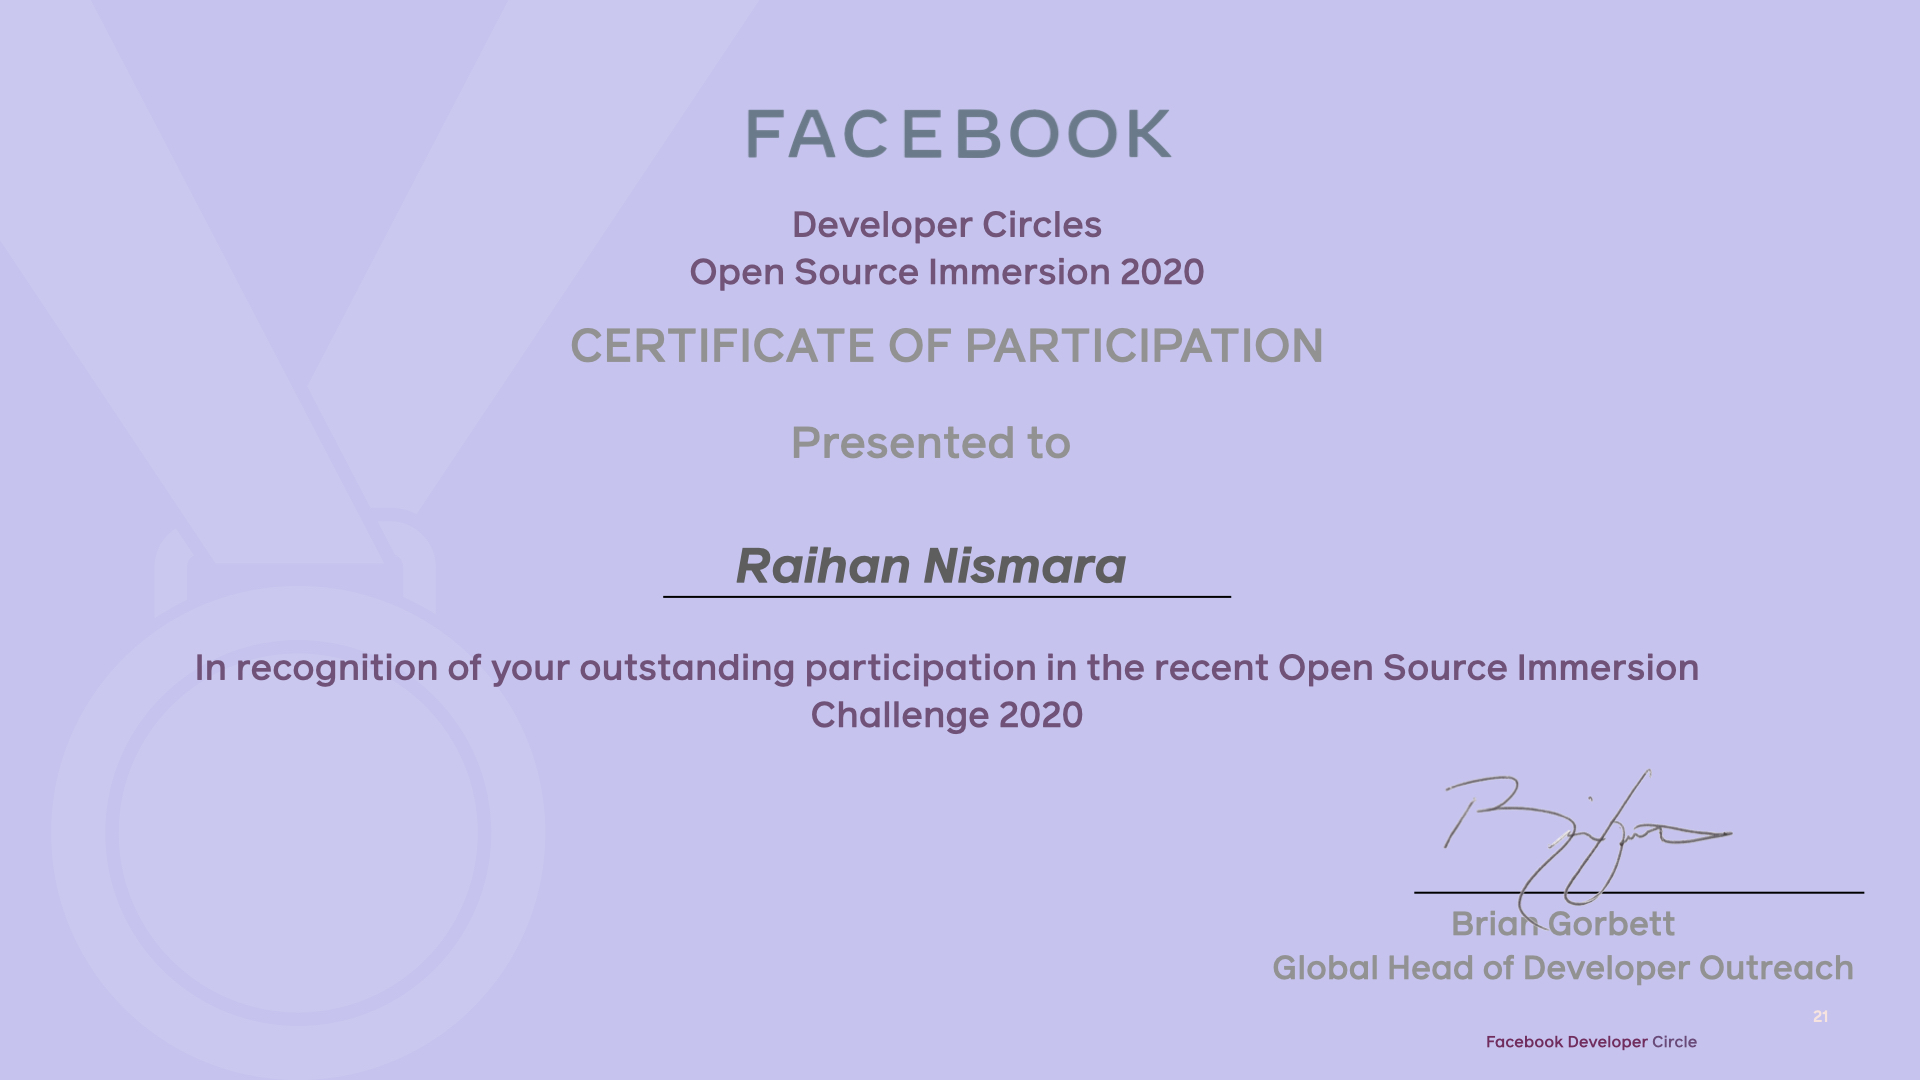 FACEBOOK
Developer Circles
Open Source Immersion 2020
CERTIFICATE OF PARTICIPATION
Presented to
Raihan Nismara
In recognition of your outstanding participation in the recent Open Source Immersion
Challenge 2020
Brian Gorbett
Global Head of Developer Outreach
21
Facebook Developer Circle